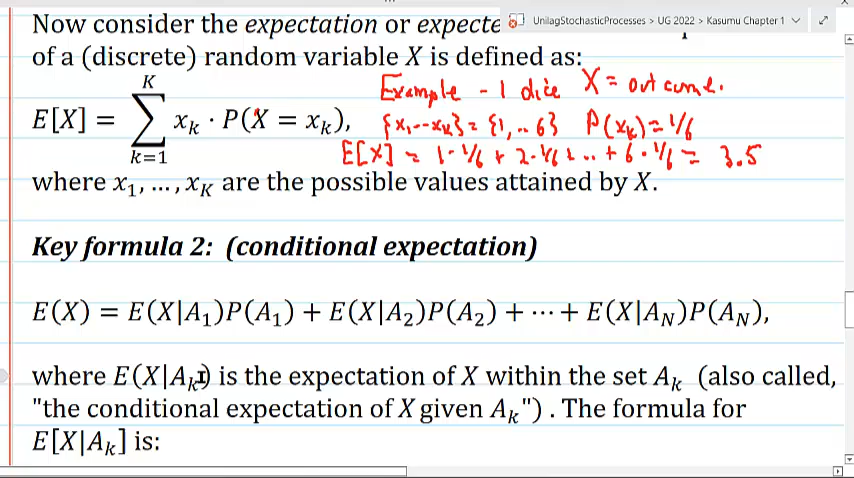 Now consider the expectation or expecte
UnilagStochasticProcesses > UG 2022 > Kasumu Chapter 1
of a (discrete) random variable X is defined as:
Example - 1 dice X = outcome.
E[X] = \sum_{k=1}^{K} x_k · P(X = x_k),
{x_1 -- x_k} = {1, .. 6} P(x_k) = 1/6
E[X] = 1 · 1/6 + 2 · 1/6 + .. + 6 · 1/6 = 3.5
where x_1, ..., x_K are the possible values attained by X.
Key formula 2: (conditional expectation)
E(X) = E(X|A_1)P(A_1) + E(X|A_2)P(A_2) + ⋯ + E(X|A_N)P(A_N),
where E(X|A_k) is the expectation of X within the set A_k (also called,
"the conditional expectation of X given A_k") . The formula for
E[X|A_k] is: